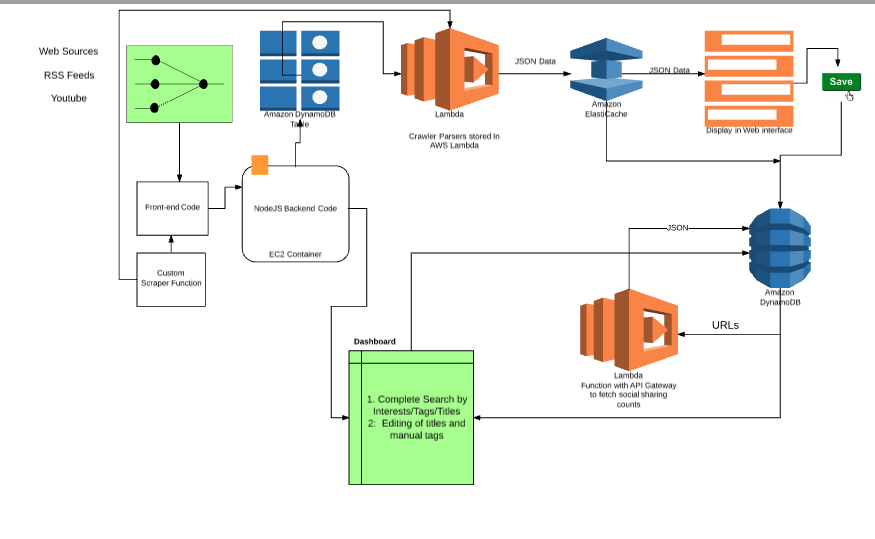 Web Sources
RSS Feeds
Youtube
Amazon DynamoDB
Table
Lambda
Crawler Parsers stored In
AWS Lambda
JSON Data
Amazon
ElastiCache
JSON Data
Display in Web interface
Save
Front-end Code
NodeJS Backend Code
EC2 Container
Custom
Scraper Function
JSON
Amazon
DynamoDB
URLs
Lambda
Function with API Gateway
to fetch social sharing
counts
Dashboard
1. Complete Search by
Interests/Tags/Titles
2: Editing of titles and
manual tags